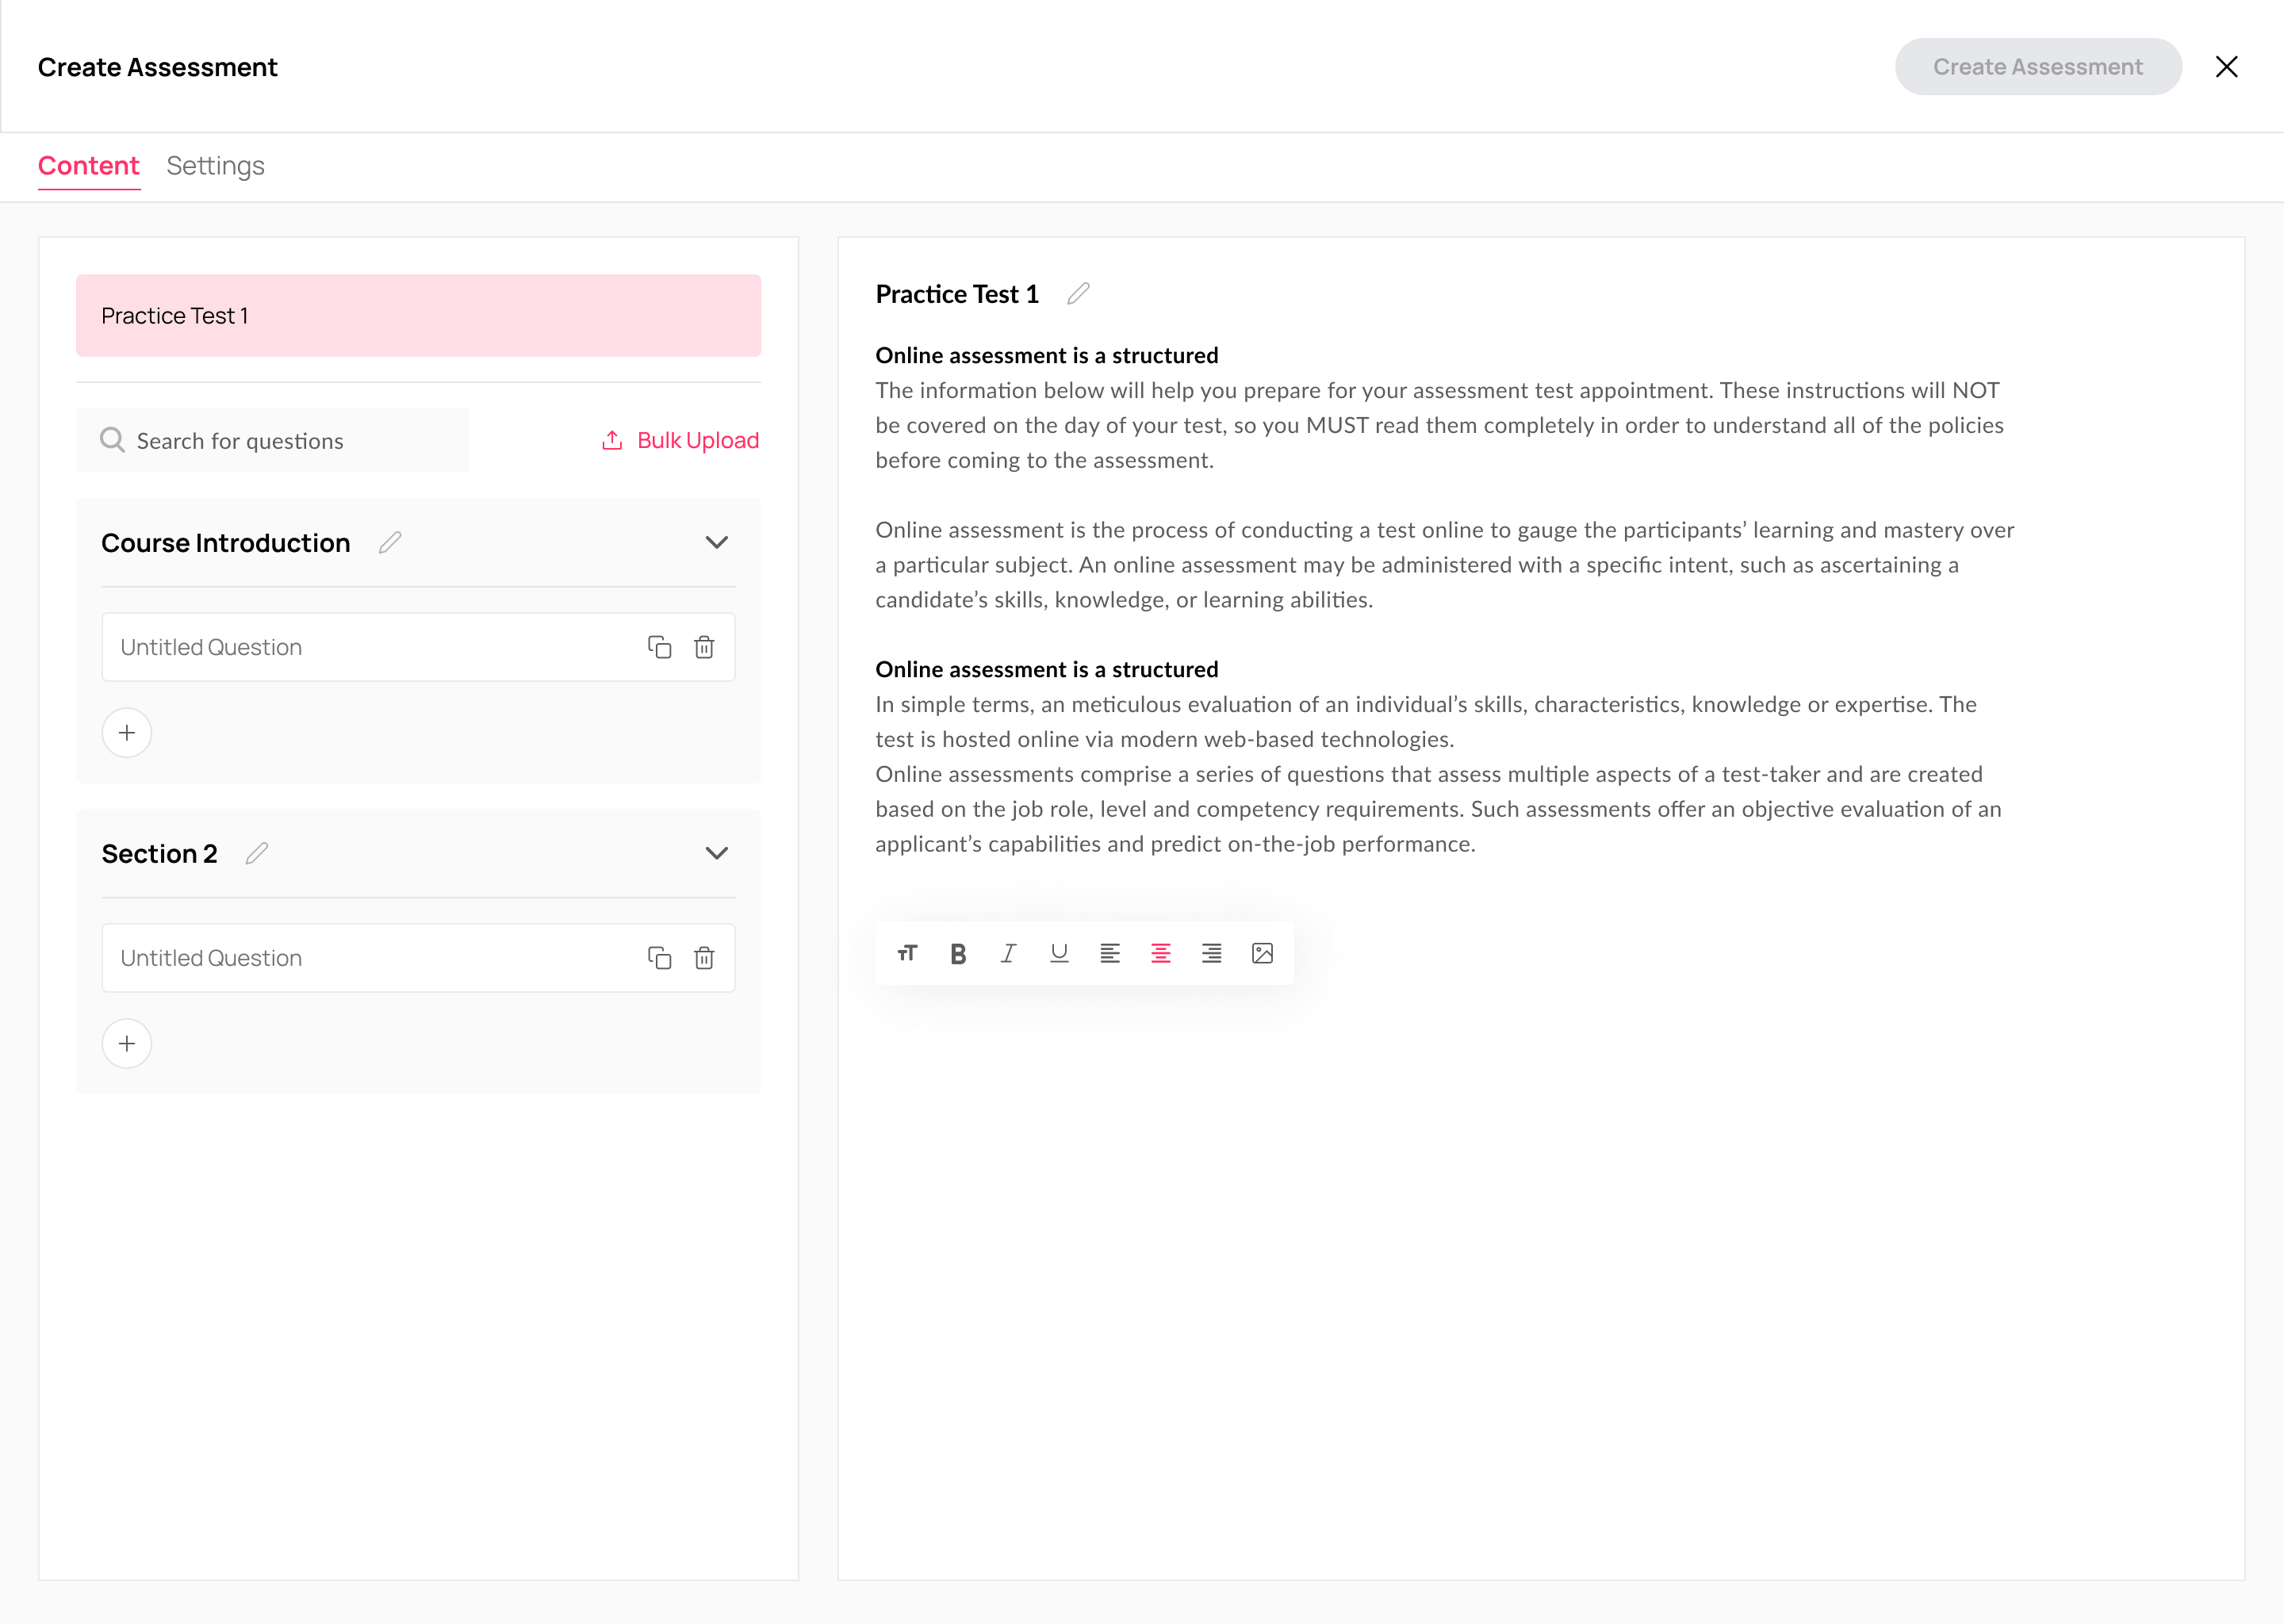 Create Assessment
Create Assessment
Content
Settings
Practice Test 1
Search for questions
Bulk Upload
Course Introduction
Untitled Question
Section 2
Untitled Question
Practice Test 1
Online assessment is a structured
The information below will help you prepare for your assessment test appointment. These instructions will NOT
be covered on the day of your test, so you MUST read them completely in order to understand all of the policies
before coming to the assessment.
Online assessment is the process of conducting a test online to gauge the participants’ learning and mastery over
a particular subject. An online assessment may be administered with a specific intent, such as ascertaining a
candidate’s skills, knowledge, or learning abilities.
Online assessment is a structured
In simple terms, an meticulous evaluation of an individual’s skills, characteristics, knowledge or expertise. The
test is hosted online via modern web-based technologies.
Online assessments comprise a series of questions that assess multiple aspects of a test-taker and are created
based on the job role, level and competency requirements. Such assessments offer an objective evaluation of an
applicant’s capabilities and predict on-the-job performance.